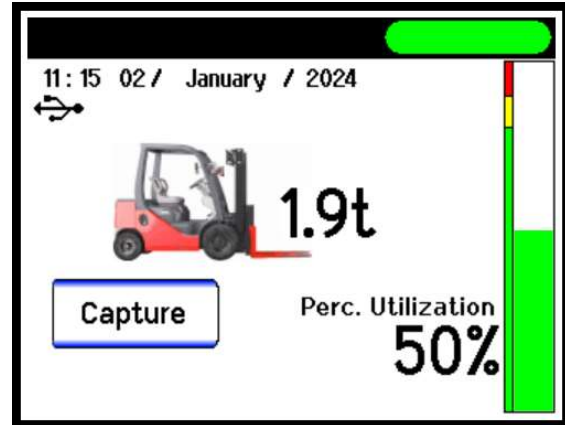 11:15 02/ January / 2024
1.9t
Capture
Perc. Utilization
50%